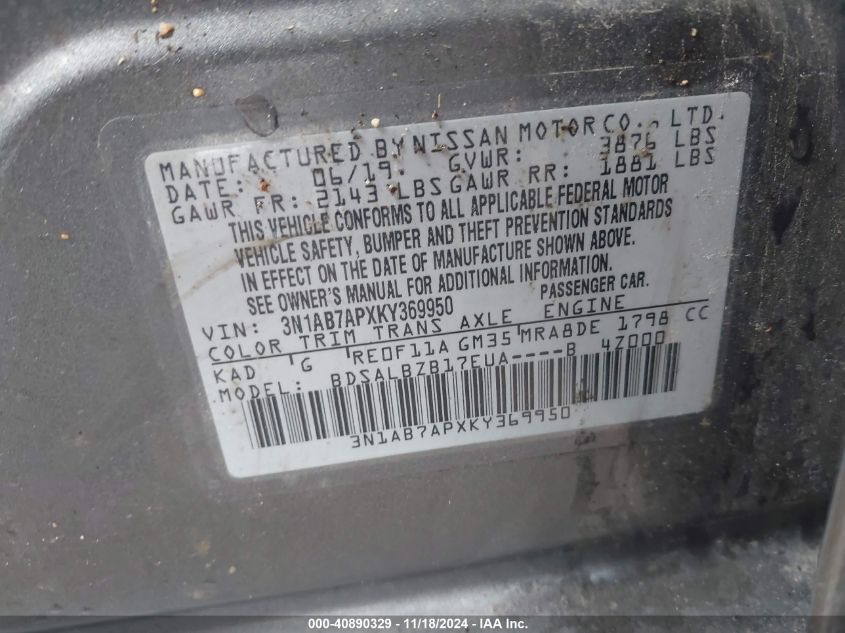 MANUFACTURED BY NISSAN MOTOR CO., LTD.
DATE: 06/19 GVWR: 3876 LBS
GAWR FR: 2143 LBS GAWR RR: 1881 LBS
THIS VEHICLE CONFORMS TO ALL APPLICABLE FEDERAL MOTOR
VEHICLE SAFETY, BUMPER AND THEFT PREVENTION STANDARDS
IN EFFECT ON THE DATE OF MANUFACTURE SHOWN ABOVE.
SEE OWNER'S MANUAL FOR ADDITIONAL INFORMATION.
VIN: 3N1AB7APXKY369950 PASSENGER CAR.
COLOR TRIM TRANS AXLE ENGINE
KAD G RE0F11A GM35 MRA8DE 1798 CC
MODEL: BDSALBZB17EUA----B 4Z000
3N1AB7APXKY369950
000-40890329 - 11/18/2024 - IAA Inc.